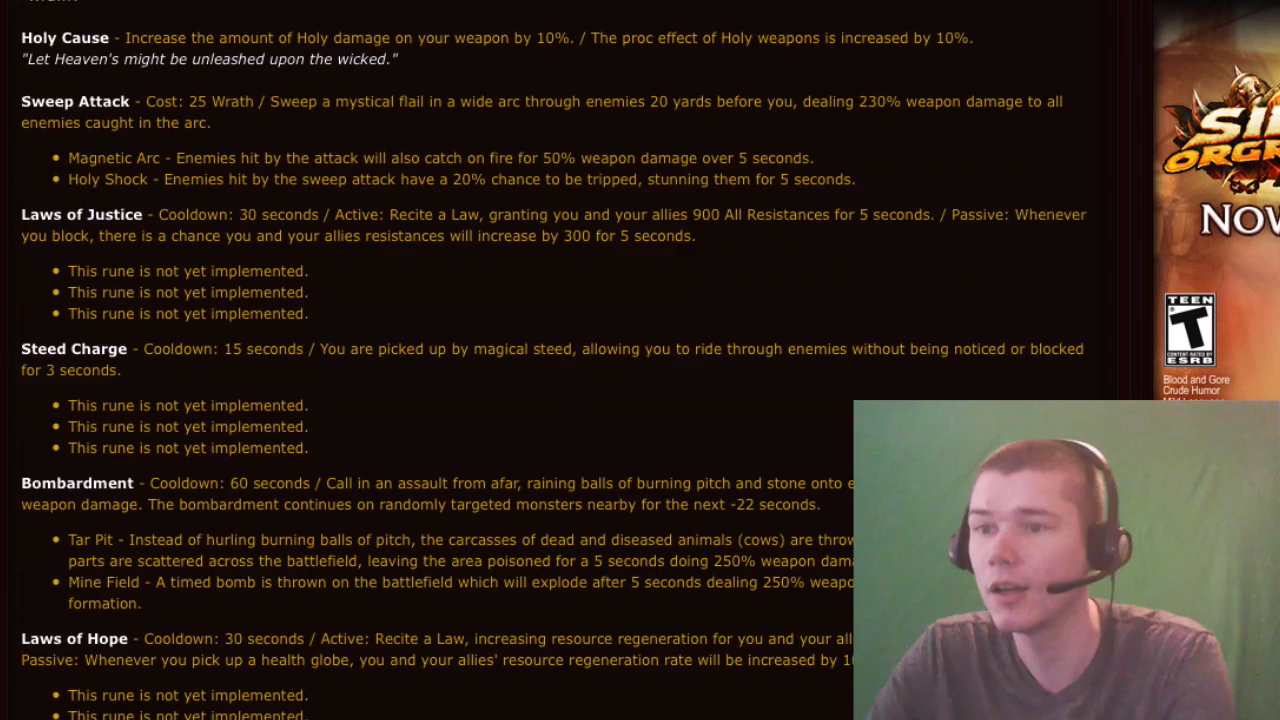 Holy Cause - Increase the amount of Holy damage on your weapon by 10%. / The proc effect of Holy weapons is increased by 10%.
"Let Heaven's might be unleashed upon the wicked."
Sweep Attack - Cost: 25 Wrath / Sweep a mystical flail in a wide arc through enemies 20 yards before you, dealing 230% weapon damage to all
enemies caught in the arc.
• Magnetic Arc - Enemies hit by the attack will also catch on fire for 50% weapon damage over 5 seconds.
• Holy Shock - Enemies hit by the sweep attack have a 20% chance to be tripped, stunning them for 5 seconds.
Laws of Justice - Cooldown: 30 seconds / Active: Recite a Law, granting you and your allies 900 All Resistances for 5 seconds. / Passive: Whenever
you block, there is a chance you and your allies resistances will increase by 300 for 5 seconds.
• This rune is not yet implemented.
• This rune is not yet implemented.
• This rune is not yet implemented.
Steed Charge - Cooldown: 15 seconds / You are picked up by magical steed, allowing you to ride through enemies without being noticed or blocked
for 3 seconds.
• This rune is not yet implemented.
• This rune is not yet implemented.
• This rune is not yet implemented.
Bombardment - Cooldown: 60 seconds / Call in an assault from afar, raining balls of burning pitch and stone onto
weapon damage. The bombardment continues on randomly targeted monsters nearby for the next -22 seconds.
• Tar Pit - Instead of hurling burning balls of pitch, the carcasses of dead and diseased animals (cows) are
parts are scattered across the battlefield, leaving the area poisoned for a 5 seconds doing 250% weapon
• Mine Field - A timed bomb is thrown on the battlefield which will explode after 5 seconds dealing 250%
formation.
Laws of Hope - Cooldown: 30 seconds / Active: Recite a Law, increasing resource regeneration for you and your
Passive: Whenever you pick up a health globe, you and your allies' resource regeneration rate will be increased by
• This rune is not yet implemented.
• This rune is not yet implemented.
NOW
TEEN
T
CONTENT RATED BY
ESRB
Blood and Gore
Crude Humor